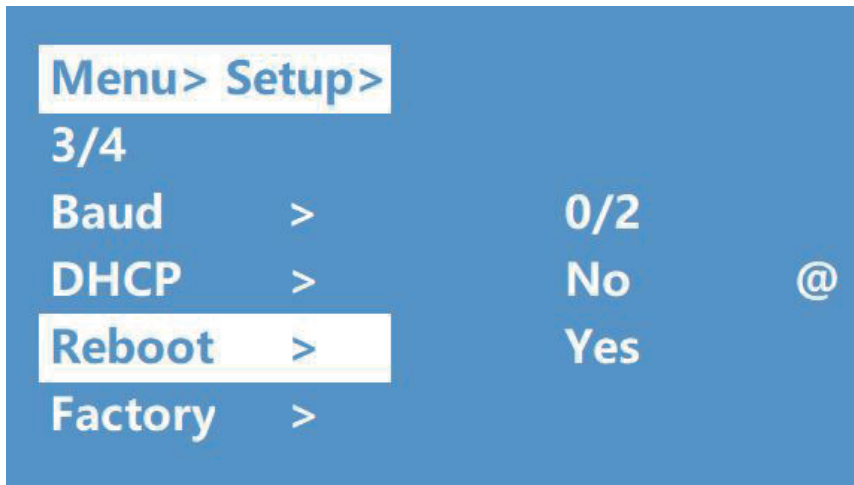 Menu> Setup>
3/4
Baud > 0/2
DHCP > No @
Reboot > Yes
Factory >